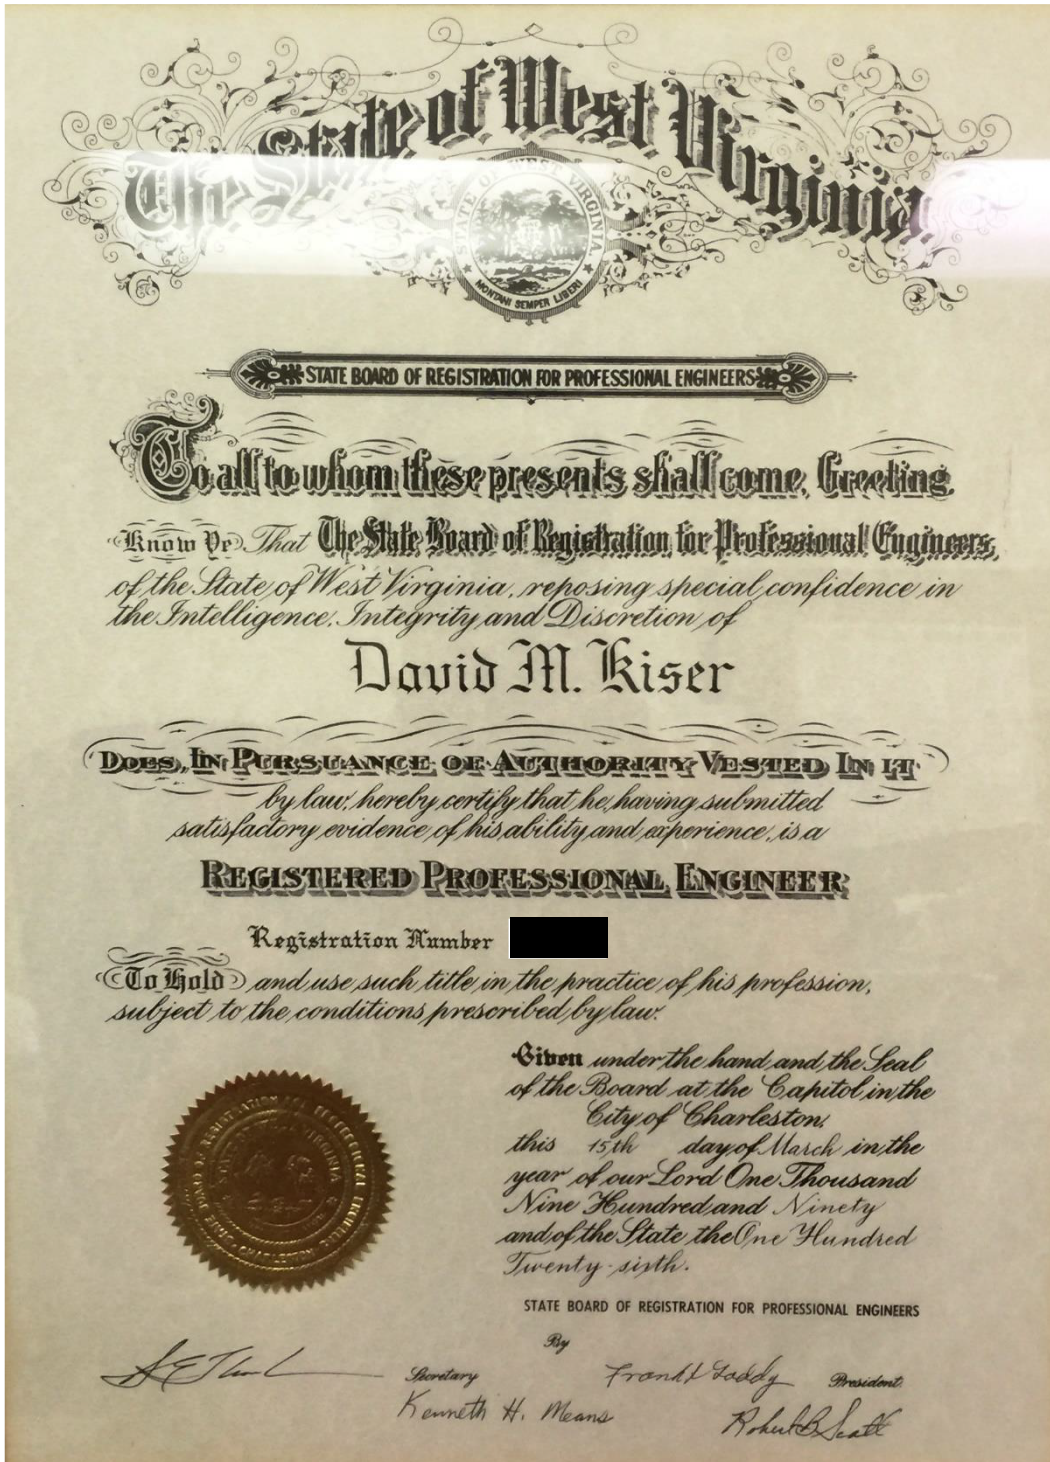 The State of West Virginia
STATE OF WEST VIRGINIA
MONTANI SEMPER LIBERI
STATE BOARD OF REGISTRATION FOR PROFESSIONAL ENGINEERS
To all to whom these presents shall come, Greeting
Know Ye That The State Board of Registration for Professional Engineers,
of the State of West Virginia, reposing special confidence in
the Intelligence, Integrity and Discretion of
David M. Kiser
DOES, IN PURSUANCE OF AUTHORITY VESTED IN IT
by law, hereby certify that he, having submitted
satisfactory evidence of his ability and experience, is a
REGISTERED PROFESSIONAL ENGINEER
Registration Number
To Hold and use such title in the practice of his profession,
subject to the conditions prescribed by law.
Given under the hand and the Seal
of the Board at the Capitol in the
City of Charleston,
this 15th day of March in the
year of our Lord One Thousand
Nine Hundred and Ninety
and of the State the One Hundred
Twenty-sixth.
STATE BOARD OF REGISTRATION FOR PROFESSIONAL ENGINEERS
By
Secretary President
Kenneth H. Means Robert B Scott